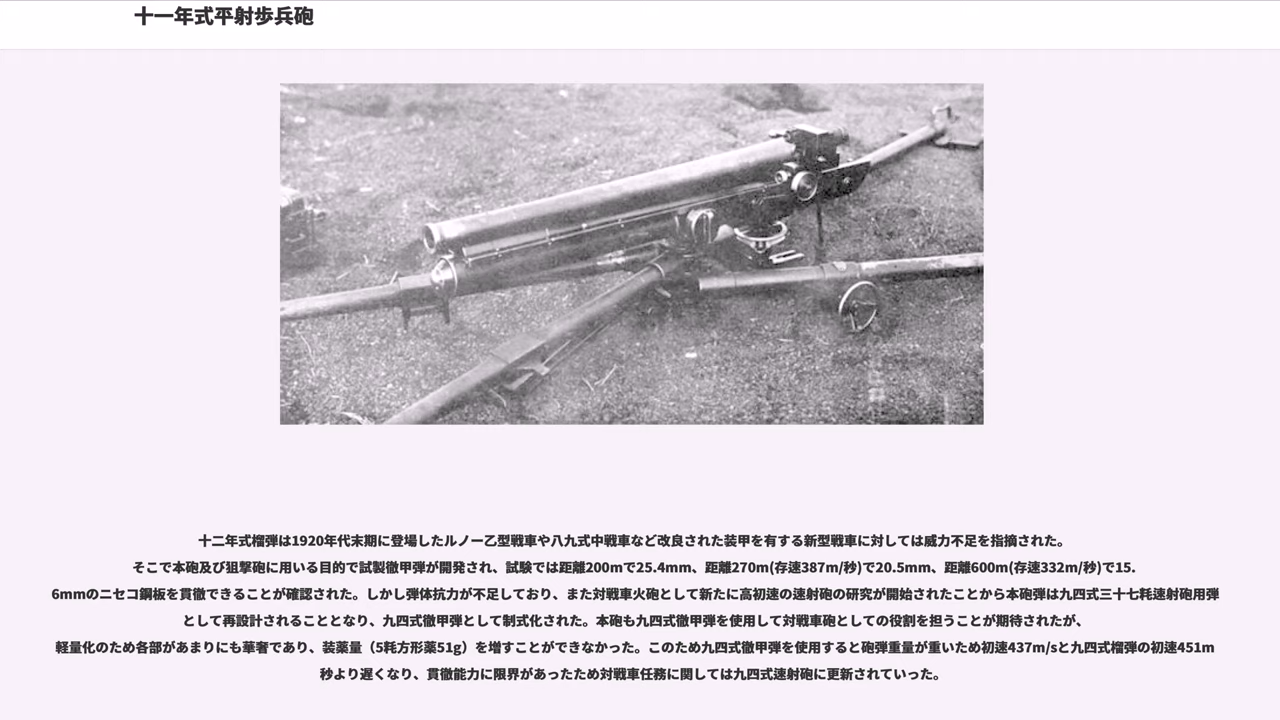 十一年式平射歩兵砲
十二年式榴弾は1920年代末期に登場したルノー乙型戦車や八九式中戦車など改良された装甲を有する新型戦車に対しては威力不足を指摘された。
そこで本砲及び狙撃砲に用いる目的で試製徹甲弾が開発され、試験では距離200mで25.4mm、距離270m(存速387m/秒)で20.5mm、距離600m(存速332m/秒)で15.
6mmのニセコ鋼板を貫徹できることが確認された。しかし弾体抗力が不足しており、また対戦車火砲として新たに高初速の速射砲の研究が開始されたことから本砲弾は九四式三十七粍速射砲用弾
として再設計されることとなり、九四式徹甲弾として制式化された。本砲も九四式徹甲弾を使用して対戦車砲としての役割を担うことが期待されたが、
軽量化のため各部があまりにも華奢であり、装薬量（5粍方形薬51g）を増すことができなかった。このため九四式徹甲弾を使用すると砲弾重量が重いため初速437m/sと九四式榴弾の初速451m
秒より遅くなり、貫徹能力に限界があったため対戦車任務に関しては九四式速射砲に更新されていった。